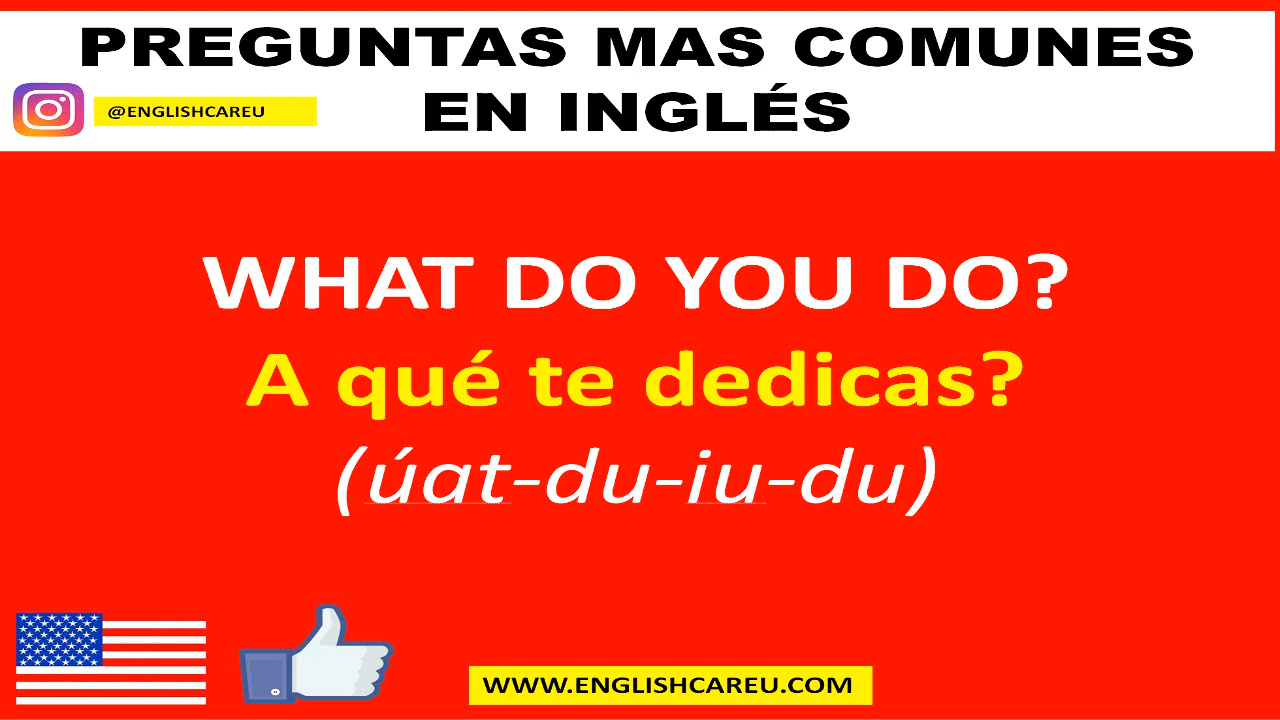 PREGUNTAS MAS COMUNES
EN INGLÉS
@ENGLISHCAREU
WHAT DO YOU DO?
A qué te dedicas?
(úat-du-iu-du)
WWW.ENGLISHCAREU.COM